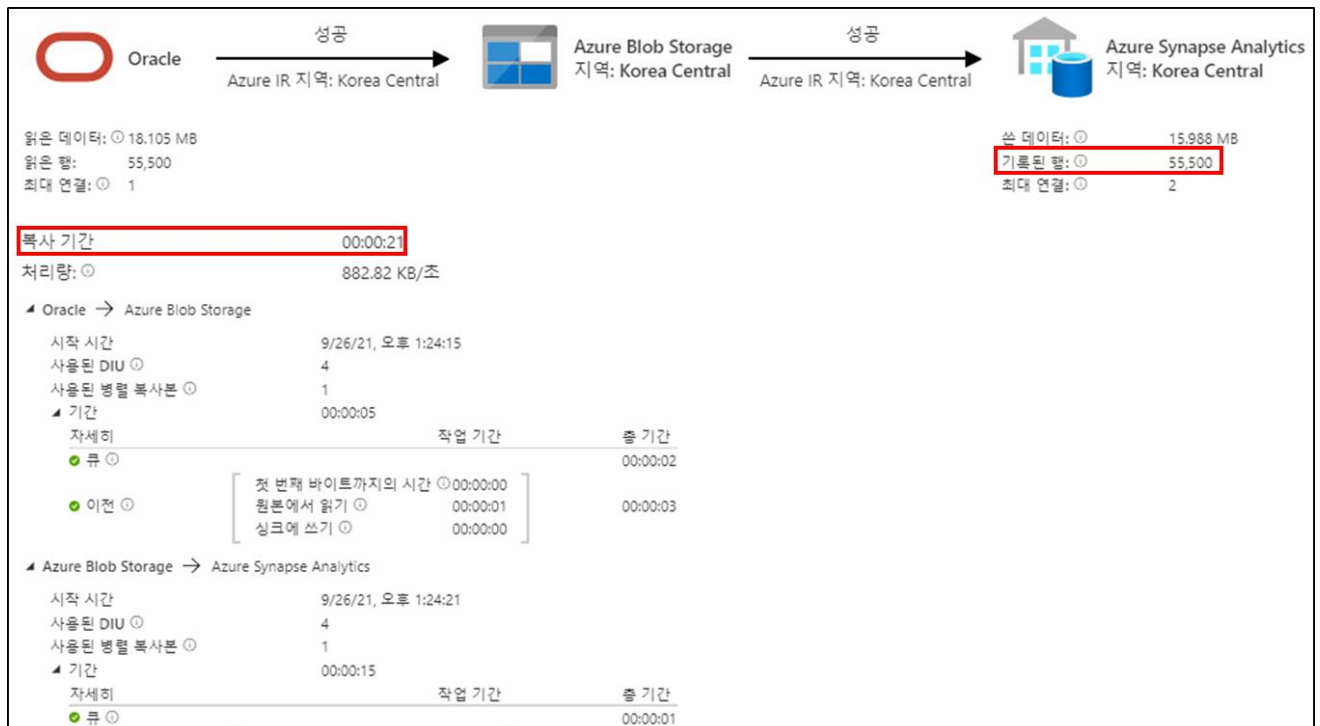 성공 성공
Oracle Azure Blob Storage Azure Synapse Analytics
지역: Korea Central 지역: Korea Central
Azure IR 지역: Korea Central Azure IR 지역: Korea Central
읽은 데이터: 18.105 MB 쓴 데이터: 15.988 MB
읽은 행: 55,500 기록된 행: 55,500
최대 연결: 1 최대 연결: 2
복사 기간 00:00:21
처리량: 882.82 KB/초
Oracle → Azure Blob Storage
시작 시간 9/26/21, 오후 1:24:15
사용된 DIU 4
사용된 병렬 복사본 1
기간 00:00:05
자세히 작업 기간 총 기간
큐 00:00:02
첫 번째 바이트까지의 시간 00:00:00
이전 원본에서 읽기 00:00:01 00:00:03
싱크에 쓰기 00:00:00
Azure Blob Storage → Azure Synapse Analytics
시작 시간 9/26/21, 오후 1:24:21
사용된 DIU 4
사용된 병렬 복사본 1
기간 00:00:15
자세히 작업 기간 총 기간
큐 00:00:01